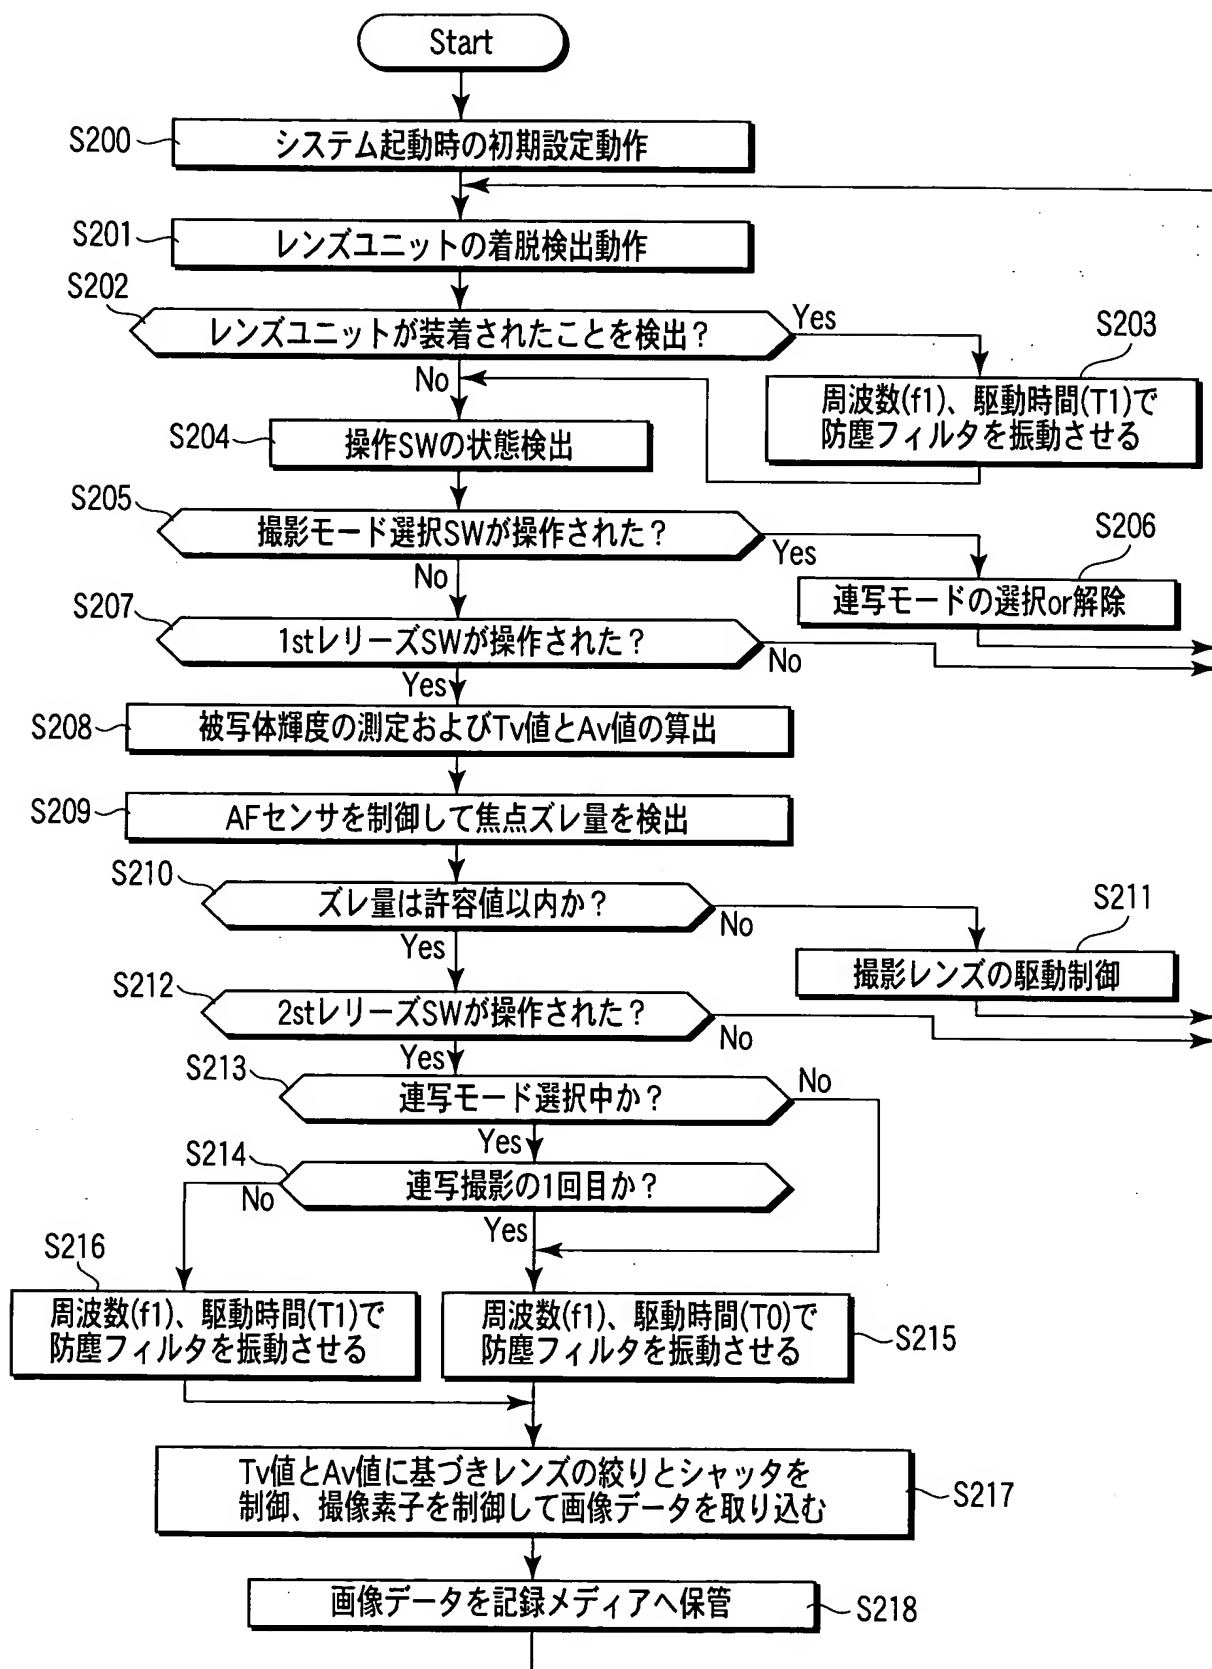 Start
S200
システム起動時の初期設定動作
S201
レンズユニットの着脱検出動作
S202
レンズユニットが装着されたことを検出?
Yes
No
S203
周波数(f1)、駆動時間(T1)で
防塵フィルタを振動させる
S204
操作SWの状態検出
S205
撮影モード選択SWが操作された?
Yes
No
S206
連写モードの選択or解除
S207
1stレリーズSWが操作された?
No
Yes
S208
被写体輝度の測定およびTv値とAv値の算出
S209
AFセンサを制御して焦点ズレ量を検出
S210
ズレ量は許容値以内か?
No
Yes
S211
撮影レンズの駆動制御
S212
2stレリーズSWが操作された?
No
Yes
S213
連写モード選択中か?
No
Yes
S214
連写撮影の1回目か?
No
Yes
S216
周波数(f1)、駆動時間(T1)で
防塵フィルタを振動させる
周波数(f1)、駆動時間(T0)で
防塵フィルタを振動させる
S215
Tv値とAv値に基づきレンズの絞りとシャッタを
制御、撮像素子を制御して画像データを取り込む
S217
画像データを記録メディアへ保管
S218